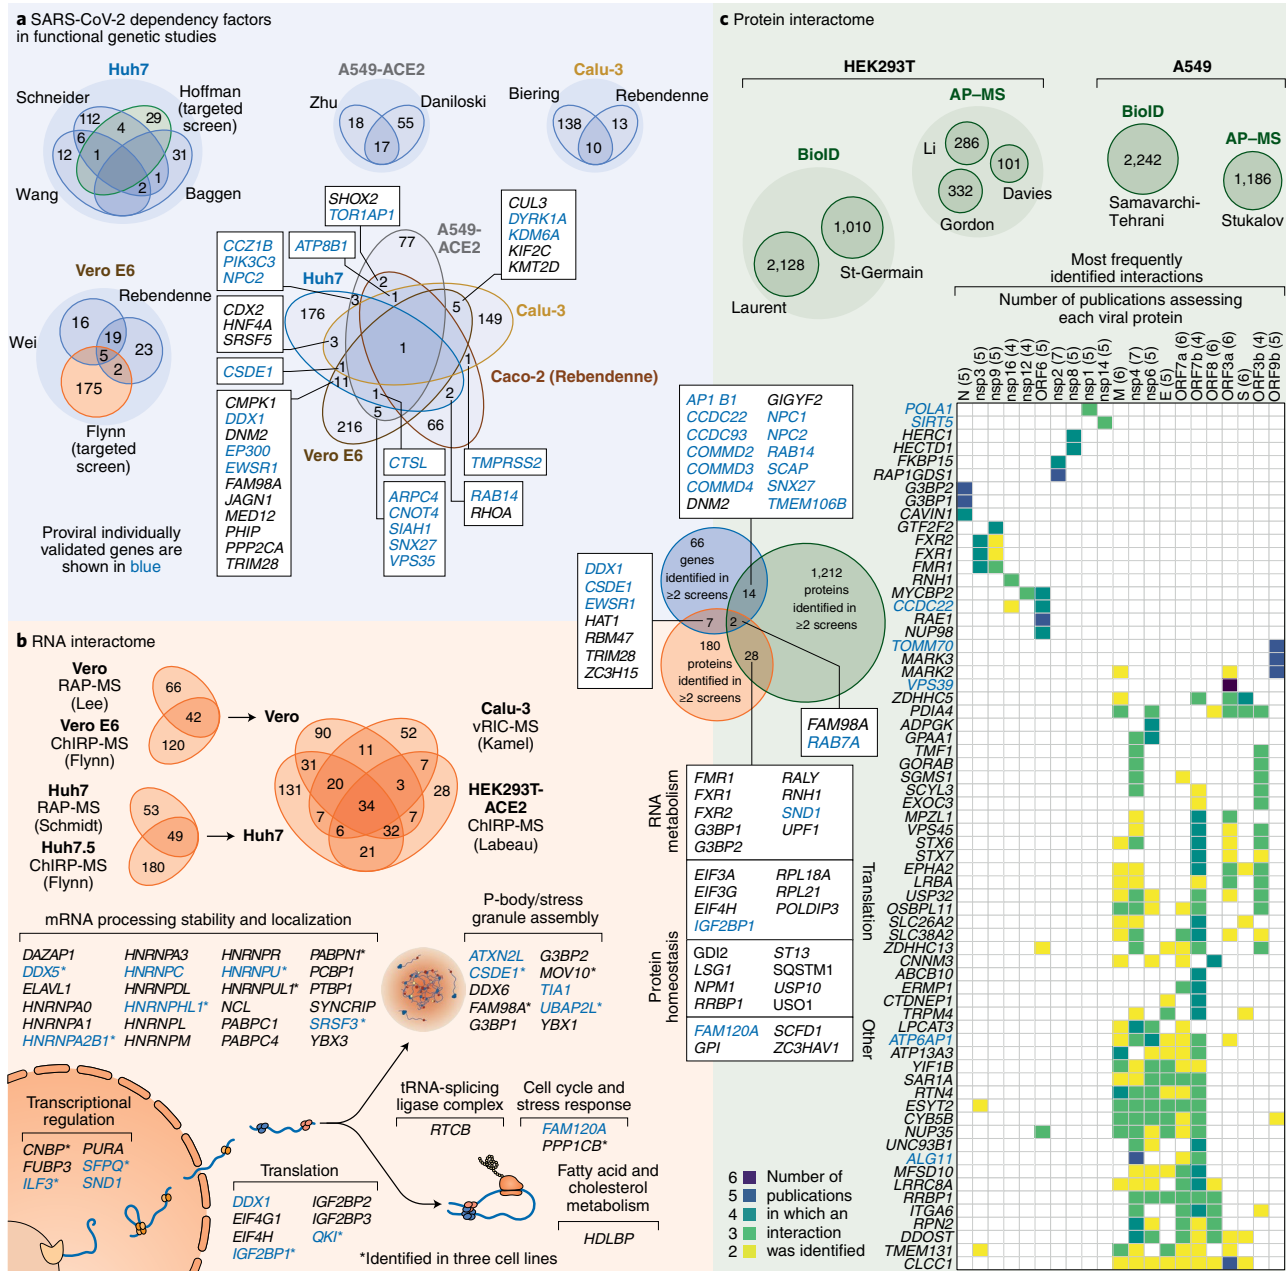 a SARS-CoV-2 dependency factors
in functional genetic studies
Huh7
Schneider
Hoffman
(targeted
screen)
112
4
29
6
12
1
31
1
2
Wang
Baggen
A549-ACE2
Zhu
Daniloski
18
55
17
Calu-3
Biering
Rebendenne
138
13
10
Vero E6
Rebendenne
Wei
16
19
5
23
2
175
Flynn
(targeted
screen)
Proviral individually
validated genes are
shown in blue
SHOX2
TOR1AP1
CCZ1B
PIK3C3
NPC2
ATP8B1
CUL3
DYRK1A
KDM6A
KIF2C
KMT2D
CDX2
HNF4A
SRSF5
CSDE1
CMPK1
DDX1
DNM2
EP300
EWSR1
FAM98A
JAGN1
MED12
PHIP
PPP2CA
TRIM28
A549-
ACE2
77
Huh7
2
1
3
5
176
149
Calu-3
3
1
1
1
11
Caco-2 (Rebendenne)
1
2
5
216
66
Vero E6
CTSL
TMPRSS2
ARPC4
CNOT4
SIAH1
SNX27
VPS35
RAB14
RHOA
b RNA interactome
Vero
RAP-MS
(Lee)
Vero E6
ChIRP-MS
(Flynn)
66
42
120
Vero
Huh7
RAP-MS
(Schmidt)
Huh7.5
ChIRP-MS
(Flynn)
53
49
180
Huh7
Calu-3
vRIC-MS
(Kamel)
HEK293T-
ACE2
ChIRP-MS
(Labeau)
90
52
11
31
7
131
20
3
28
34
7
7
6
32
21
mRNA processing stability and localization
DAZAP1
DDX5*
ELAVL1
HNRNPA0
HNRNPA1
HNRNPA2B1*
HNRNPA3
HNRNPC
HNRNPDL
HNRNPHL1*
HNRNPL
HNRNPM
HNRNPR
HNRNPU*
HNRNPUL1*
NCL
PABPC1
PABPC4
PABPN1*
PCBP1
PTBP1
SYNCRIP
SRSF3*
YBX3
P-body/stress
granule assembly
ATXN2L
CSDE1*
DDX6
FAM98A*
G3BP1
G3BP2
MOV10*
TIA1
UBAP2L*
YBX1
Transcriptional
regulation
CNBP*
FUBP3
ILF3*
PURA
SFPQ*
SND1
Translation
DDX1
EIF4G1
EIF4H
IGF2BP1*
IGF2BP2
IGF2BP3
QKI*
tRNA-splicing
ligase complex
RTCB
Cell cycle and
stress response
FAM120A
PPP1CB*
Fatty acid and
cholesterol
metabolism
HDLBP
*Identified in three cell lines
c Protein interactome
HEK293T
BioID
2,128
Laurent
1,010
St-Germain
AP–MS
Li
286
101
Davies
332
Gordon
A549
BioID
2,242
Samavarchi-
Tehrani
AP–MS
1,186
Stukalov
AP1 B1
CCDC22
CCDC93
COMMD2
COMMD3
COMMD4
DNM2
GIGYF2
NPC1
NPC2
RAB14
SCAP
SNX27
TMEM106B
DDX1
CSDE1
EWSR1
HAT1
RBM47
TRIM28
ZC3H15
66
genes
identified in
≥2 screens
1,212
proteins
identified in
≥2 screens
14
7
2
180
proteins
identified in
≥2 screens
28
FAM98A
RAB7A
RNA
metabolism
FMR1
FXR1
FXR2
G3BP1
G3BP2
RALY
RNH1
SND1
UPF1
Translation
EIF3A
EIF3G
EIF4H
IGF2BP1
RPL18A
RPL21
POLDIP3
Protein
homeostasis
GDI2
LSG1
NPM1
RRBP1
ST13
SQSTM1
USP10
USO1
Other
FAM120A
GPI
SCFD1
ZC3HAV1
Most frequently
identified interactions
Number of publications assessing
each viral protein
N (5)
nsp3 (5)
nsp9 (5)
nsp16 (4)
nsp12 (4)
ORF6 (5)
nsp2 (7)
nsp8 (5)
nsp1 (5)
nsp14 (5)
M (6)
nsp4 (7)
nsp6 (5)
E (5)
ORF7a (6)
ORF7b (4)
ORF8 (6)
ORF3a (6)
S (6)
ORF3b (4)
ORF9b (5)
POLA1
SIRT5
HERC1
HECTD1
FKBP15
RAP1GDS1
G3BP2
G3BP1
CAVIN1
GTF2F2
FXR2
FXR1
FMR1
RNH1
MYCBP2
CCDC22
RAE1
NUP98
TOMM70
MARK3
MARK2
VPS39
ZDHHC5
PDIA4
ADPGK
GPAA1
TMF1
GORAB
SGMS1
SCYL3
EXOC3
MPZL1
VPS45
STX6
STX7
EPHA2
LRBA
USP32
OSBPL11
SLC26A2
SLC38A2
ZDHHC13
CNNM3
ABCB10
ERMP1
CTDNEP1
TRPM4
LPCAT3
ATP6AP1
ATP13A3
YIF1B
SAR1A
RTN4
ESYT2
CYB5B
NUP35
UNC93B1
ALG11
MFSD10
LRRC8A
RRBP1
ITGA6
RPN2
DDOST
TMEM131
CLCC1
6 Number of
5 publications
4 in which an
3 interaction
2 was identified